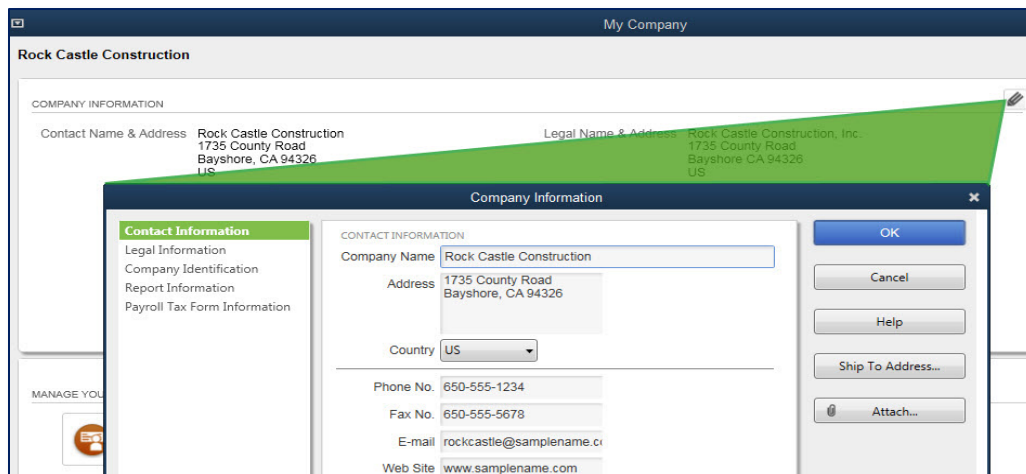 My Company
Rock Castle Construction
COMPANY INFORMATION
Contact Name & Address Rock Castle Construction
1735 County Road
Bayshore, CA 94326
US
Legal Name & Address Rock Castle Construction, Inc.
1735 County Road
Bayshore CA 94326
US
MANAGE YOU
Company Information
Contact Information
Legal Information
Company Identification
Report Information
Payroll Tax Form Information
CONTACT INFORMATION
Company Name Rock Castle Construction
Address 1735 County Road
Bayshore, CA 94326
Country US
Phone No. 650-555-1234
Fax No. 650-555-5678
E-mail rockcastle@samplename.c
Web Site www.samplename.com
OK
Cancel
Help
Ship To Address...
Attach...